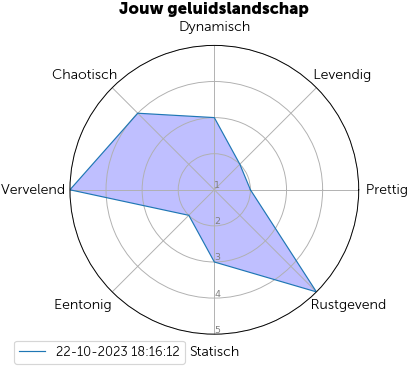 Jouw geluidslandschap
Dynamisch
Chaotisch
Levendig
Vervelend
1
Prettig
2
3
4
Eentonig
Rustgevend
5
22-10-2023 18:16:12
Statisch